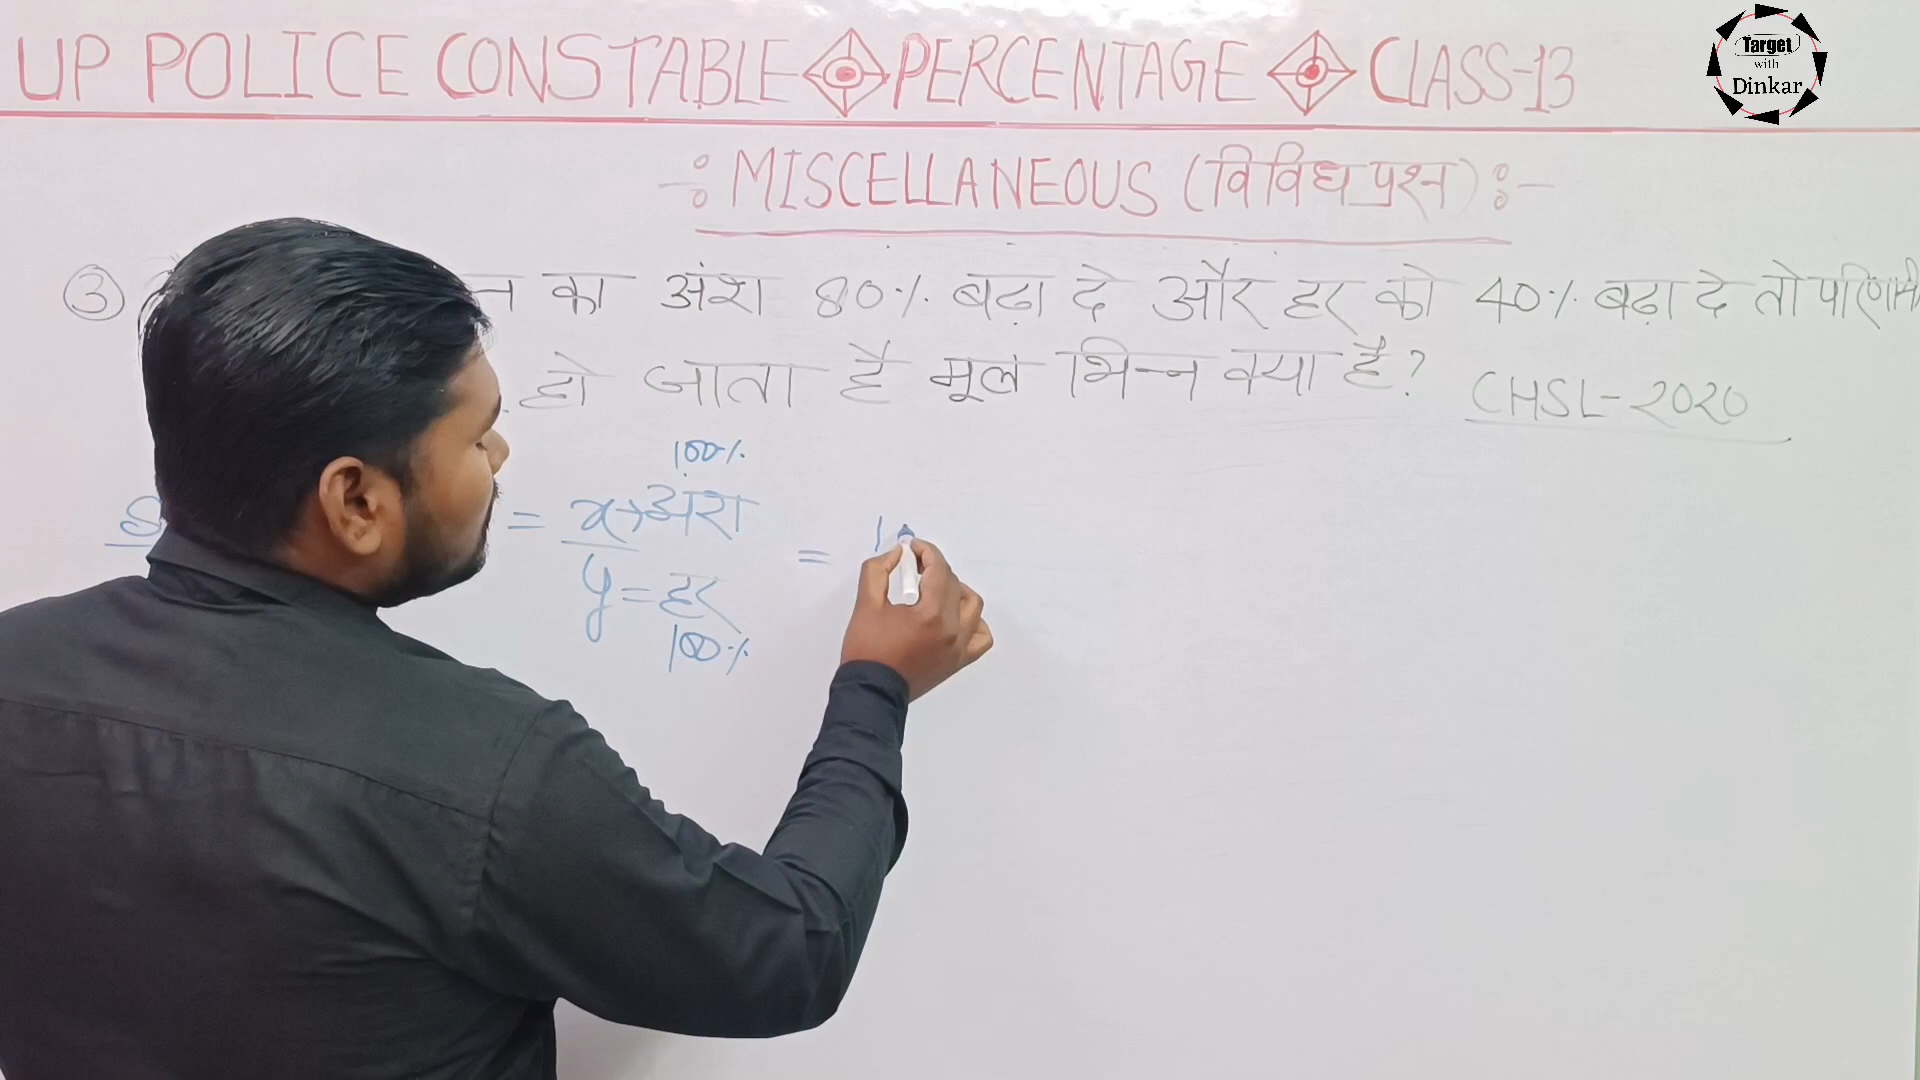 UP POLICE CONSTABLE PERCENTAGE CLASS-13
Target
with
Dinkar
:- MISCELLANEOUS (विविध प्रश्न) :-
③ न का अंश 80% बढ़ा दे और हर को 40% बढ़ा दे तो परिणामी
हो जाता है मूल भिन्न क्या है? CHSL-2020
100%
= x→अंश
=
y=हर
100%